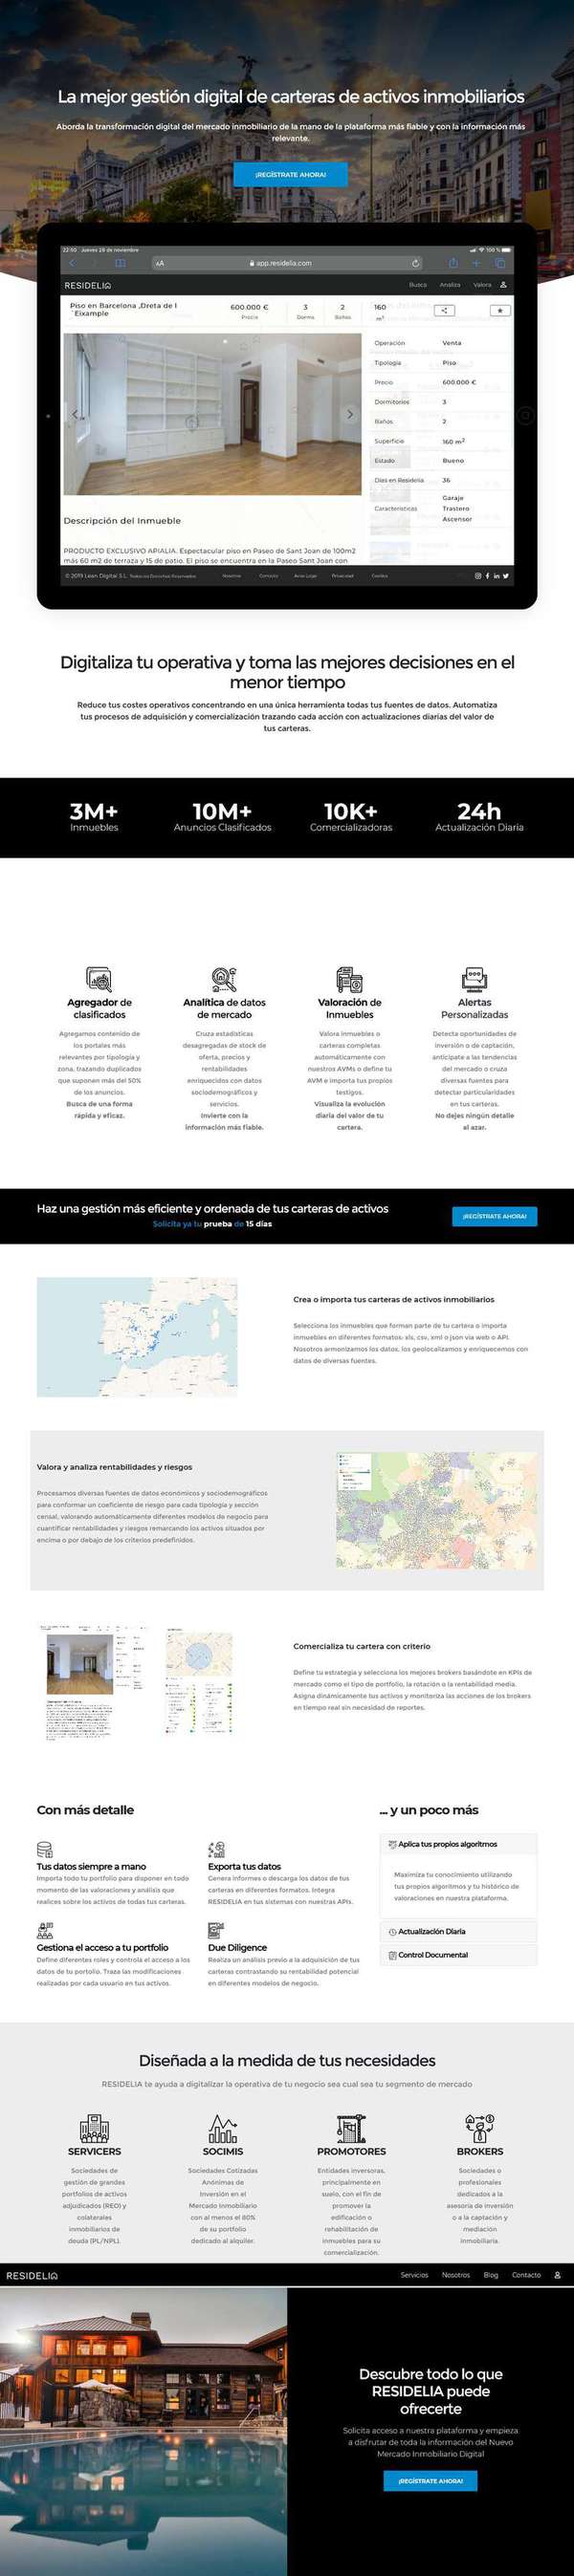 La mejor gestión digital de carteras de activos inmobiliarios
Aborda la transformación digital del mercado inmobiliario de la mano de la plataforma más fiable y con la información más
relevante.
¡REGÍSTRATE AHORA!
22:50 Jueves 28 de noviembre
100 %
AA
app.residelia.com
RESIDELIA
Busca Analiza Valora
Piso en Barcelona ,Dreta de l
`Eixample
600.000 € 3 2 160
Precio Dorms Baños m²
Operación Venta
Tipología Piso
Precio 600.000 €
Dormitorios 3
Baños 2
Superficie 160 m²
Estado Bueno
Días en Residelia 36
Características
Garaje
Trastero
Ascensor
Descripción del Inmueble
PRODUCTO EXCLUSIVO APIALIA. Espectacular piso en Paseo de Sant Joan de 100m2
más 60 m2 de terraza y 15 de patio. El piso se encuentra en la Paseo Sant Joan con
© 2019 Lean Digital S.L. Todos los Derechos Reservados Nosotros Contacto Aviso Legal Privacidad Cookies
Digitaliza tu operativa y toma las mejores decisiones en el
menor tiempo
Reduce tus costes operativos concentrando en una única herramienta todas tus fuentes de datos. Automatiza
tus procesos de adquisición y comercialización trazando cada acción con actualizaciones diarias del valor de
tus carteras.
3M+ 10M+ 10K+ 24h
Inmuebles Anuncios Clasificados Comercializadoras Actualización Diaria
Agregador de
clasificados
Agregamos contenido de
los portales más
relevantes por tipología y
zona, trazando duplicados
que suponen más del 50%
de los anuncios.
Busca de una forma
rápida y eficaz.
Analítica de datos
de mercado
Cruza estadísticas
desagregadas de stock de
oferta, precios y
rentabilidades
enriquecidos con datos
sociodemográficos y
servicios.
Invierte con la
información más fiable.
Valoración de
Inmuebles
Valora inmuebles o
carteras completas
automáticamente con
nuestros AVMs o define tu
AVM e importa tus propios
testigos.
Visualiza la evolución
diaria del valor de tu
cartera.
Alertas
Personalizadas
Detecta oportunidades de
inversión o de captación,
anticípate a las tendencias
del mercado o cruza
diversas fuentes para
detectar particularidades
en tus carteras.
No dejes ningún detalle
al azar.
Haz una gestión más eficiente y ordenada de tus carteras de activos
Solicita ya tu prueba de 15 días
¡REGÍSTRATE AHORA!
Crea o importa tus carteras de activos inmobiliarios
Selecciona los inmuebles que forman parte de tu cartera o importa
inmuebles en diferentes formatos: xls, csv, xml o json vía web o API.
Nosotros armonizamos los datos, los geolocalizamos y enriquecemos con
datos de diversas fuentes.
Valora y analiza rentabilidades y riesgos
Procesamos diversas fuentes de datos económicos y sociodemográficos
para conformar un coeficiente de riesgo para cada tipología y sección
censal, valorando automáticamente diferentes modelos de negocio para
cuantificar rentabilidades y riesgos remarcando los activos situados por
encima o por debajo de los criterios predefinidos.
Comercializa tu cartera con criterio
Define tu estrategia y selecciona los mejores brokers basándote en KPIs de
mercado como el tipo de portfolio, la rotación o la rentabilidad media.
Asigna dinámicamente tus activos y monitoriza las acciones de los brokers
en tiempo real sin necesidad de reportes.
Con más detalle
Tus datos siempre a mano
Importa todo tu portfolio para disponer en todo
momento de las valoraciones y análisis que
realices sobre los activos de todas tus carteras.
Exporta tus datos
Genera informes o descarga los datos de tus
carteras en diferentes formatos. Integra
RESIDELIA en tus sistemas con nuestras APIs.
Gestiona el acceso a tu portfolio
Define diferentes roles y controla el acceso a los
datos de tu portolio. Traza las modificaciones
realizadas por cada usuario en tus activos.
Due Diligence
Realiza un análisis previo a la adquisición de tus
carteras contrastando su rentabilidad potencial
en diferentes modelos de negocio.
... y un poco más
Aplica tus propios algoritmos
Maximiza tu conocimiento utilizando
tus propios algoritmos y tu histórico de
valoraciones en nuestra plataforma.
Actualización Diaria
Control Documental
Diseñada a la medida de tus necesidades
RESIDELIA te ayuda a digitalizar la operativa de tu negocio sea cual sea tu segmento de mercado
SERVICERS
Sociedades de
gestión de grandes
portfolios de activos
adjudicados (REO) y
colaterales
inmobiliarios de
deuda (PL/NPL).
SOCIMIS
Sociedades Cotizadas
Anónimas de
Inversión en el
Mercado Inmobiliario
con al menos el 80%
de su portfolio
dedicado al alquiler.
PROMOTORES
Entidades inversoras,
principalmente en
suelo, con el fin de
promover la
edificación o
rehabilitación de
inmuebles para su
comercialización.
BROKERS
Sociedades o
profesionales
dedicados a la
asesoría de inversión
o a la captación y
mediación
inmobiliaria.
RESIDELIA
Servicios Nosotros Blog Contacto
Descubre todo lo que
RESIDELIA puede
ofrecerte
Solicita acceso a nuestra plataforma y empieza
a disfrutar de toda la información del Nuevo
Mercado Inmobiliario Digital
¡REGÍSTRATE AHORA!